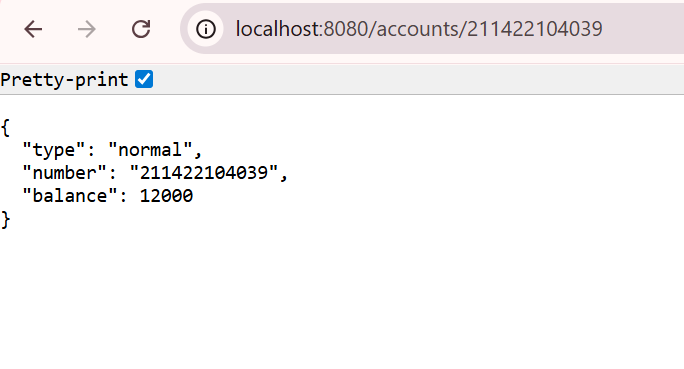 localhost:8080/accounts/211422104039
Pretty-print
{
  "type": "normal",
  "number": "211422104039",
  "balance": 12000
}